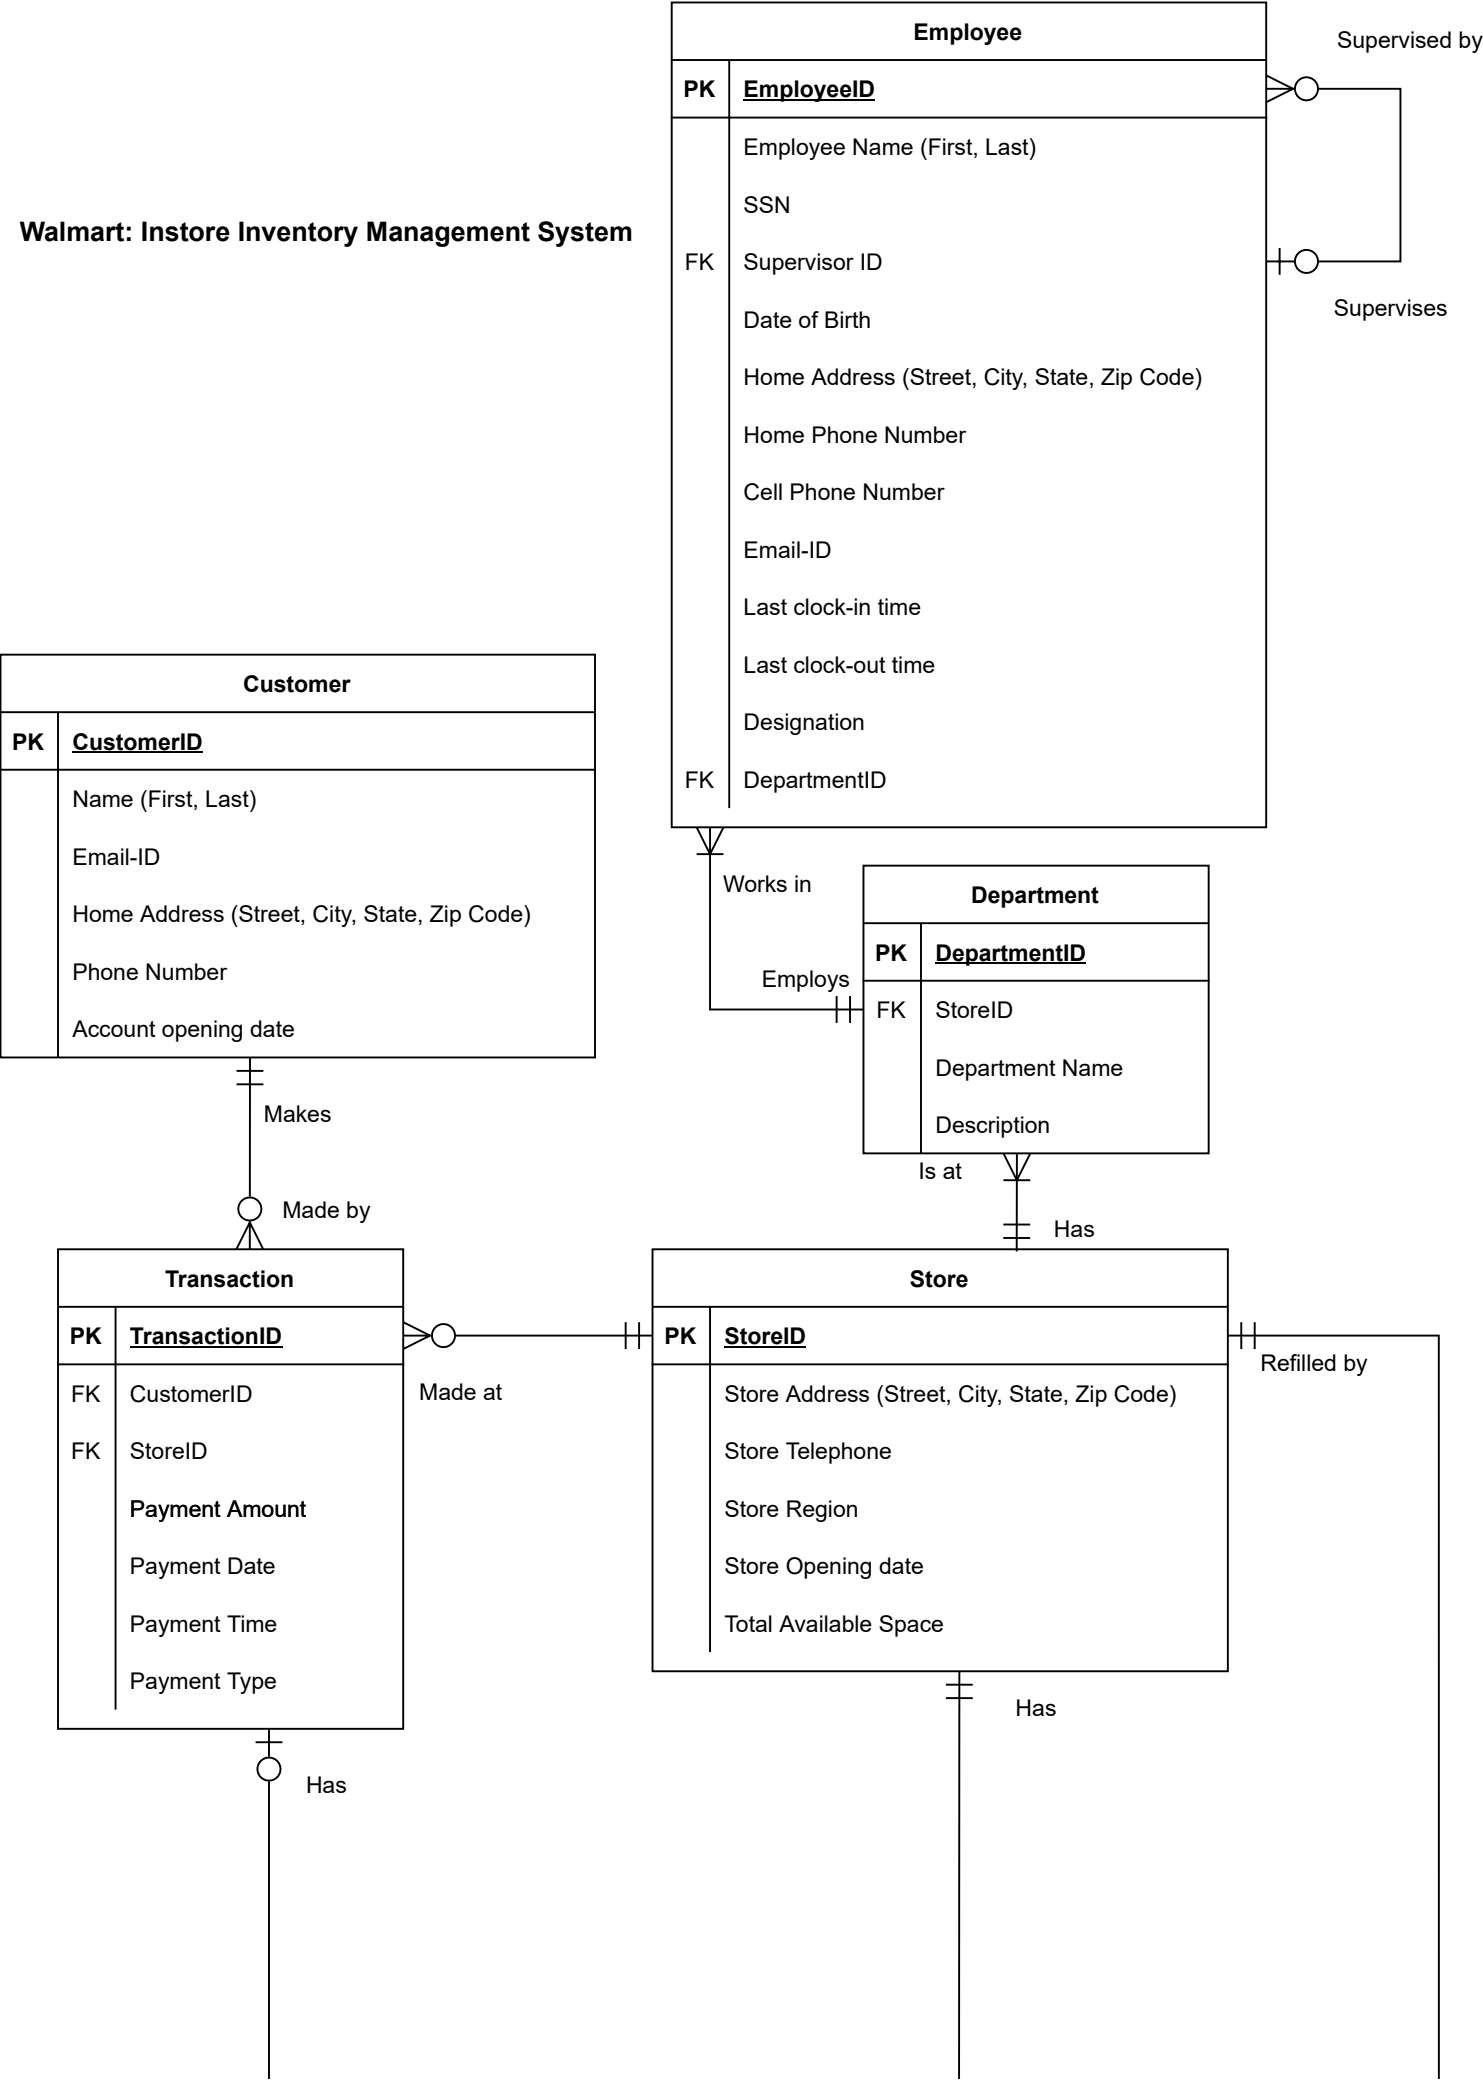 Employee
Supervised by
PK EmployeeID
Employee Name (First, Last)
SSN
Walmart: Instore Inventory Management System
FK Supervisor ID
Supervises
Date of Birth
Home Address (Street, City, State, Zip Code)
Home Phone Number
Cell Phone Number
Email-ID
Last clock-in time
Last clock-out time
Designation
FK DepartmentID
Customer
PK CustomerID
Name (First, Last)
Email-ID
Home Address (Street, City, State, Zip Code)
Phone Number
Account opening date
Works in
Employs
Department
PK DepartmentID
FK StoreID
Department Name
Description
Makes
Made by
Is at
Has
Transaction
PK TransactionID
FK CustomerID
FK StoreID
Payment Amount
Payment Date
Payment Time
Payment Type
Made at
Store
PK StoreID
Store Address (Street, City, State, Zip Code)
Store Telephone
Store Region
Store Opening date
Total Available Space
Refilled by
Has
Has